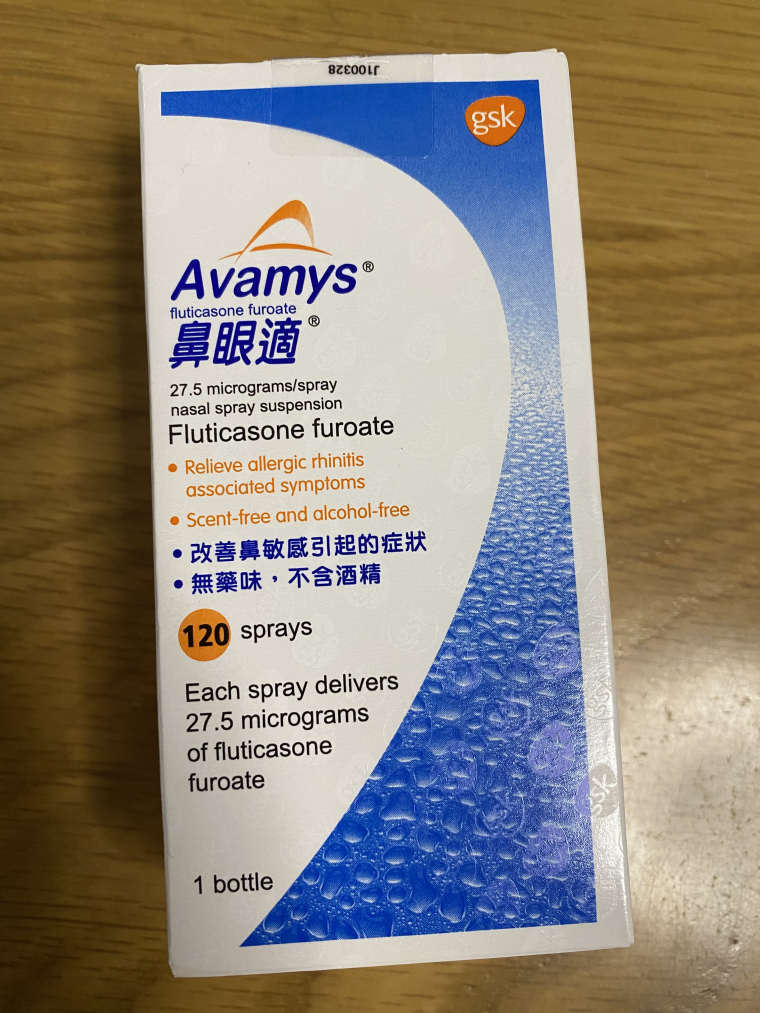 J100328
gsk
Avamys®
fluticasone furoate
鼻眼適®
27.5 micrograms/spray
nasal spray suspension
Fluticasone furoate
• Relieve allergic rhinitis
associated symptoms
• Scent-free and alcohol-free
• 改善鼻敏感引起的症狀
• 無藥味，不含酒精
120 sprays
Each spray delivers
27.5 micrograms
of fluticasone
furoate
1 bottle
gsk